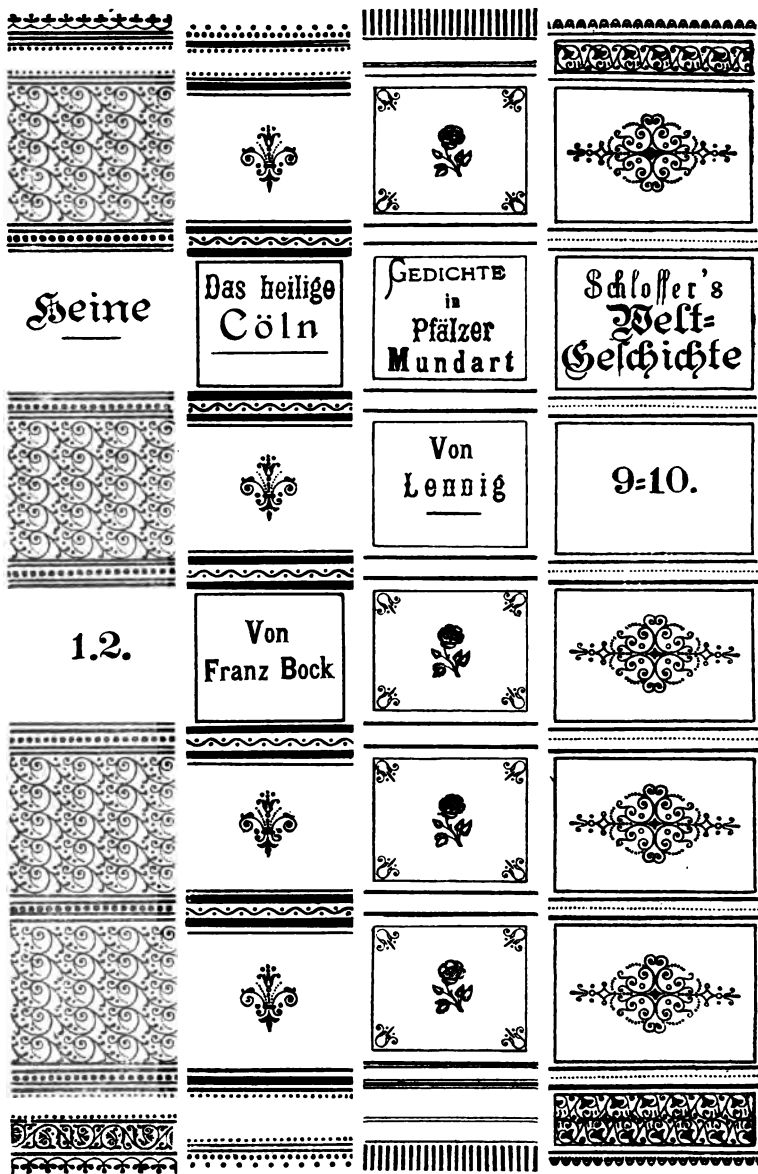 Heine
1.2.
Das heilige
Cöln
Von
Franz Bock
GEDICHTE
in
Pfälzer
Mundart
Von
Lennig
Schloſſer's
Welt=
Geſchichte
9=10.